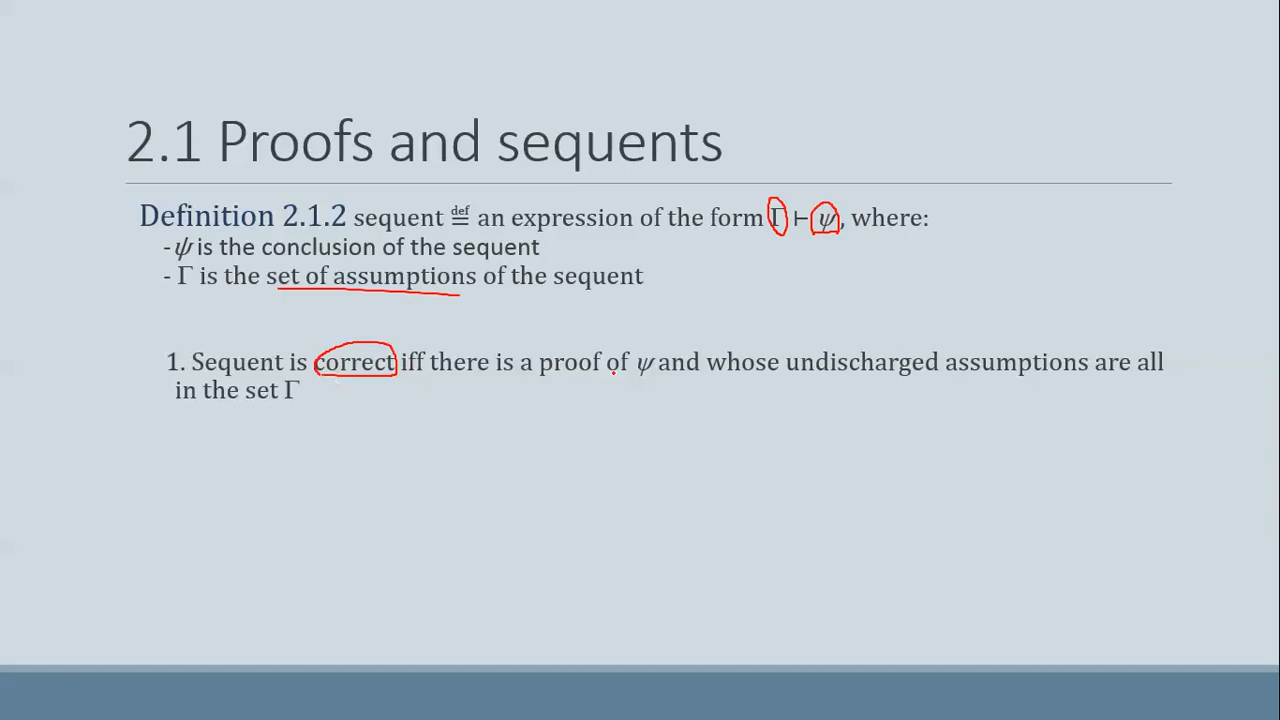 2.1 Proofs and sequents
Definition 2.1.2 sequent ≝ an expression of the form Γ ⊢ ψ, where:
-ψ is the conclusion of the sequent
- Γ is the set of assumptions of the sequent
1. Sequent is correct iff there is a proof of ψ and whose undischarged assumptions are all
in the set Γ